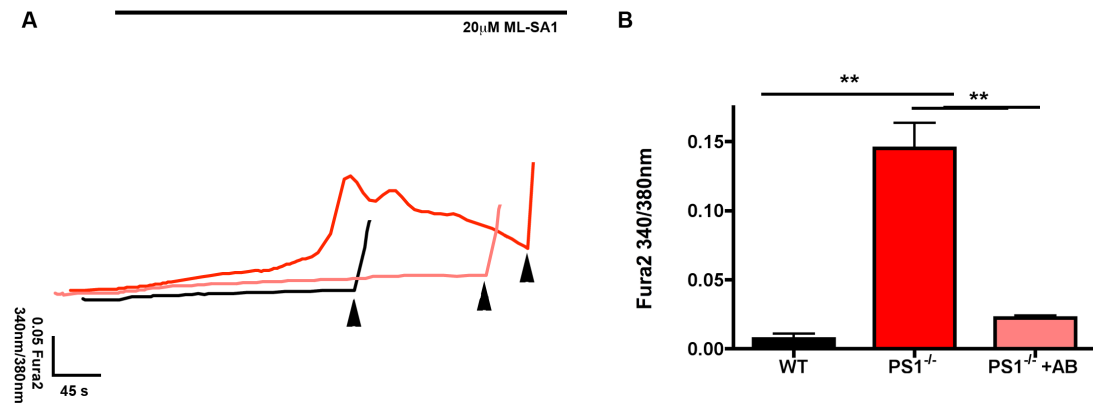 A
20μM ML-SA1
0.05 Fura2
340nm/380nm
45 s
B
**
**
Fura2 340/380nm
0.15
0.10
0.05
0.00
WT
PS1-/-
PS1-/- +AB